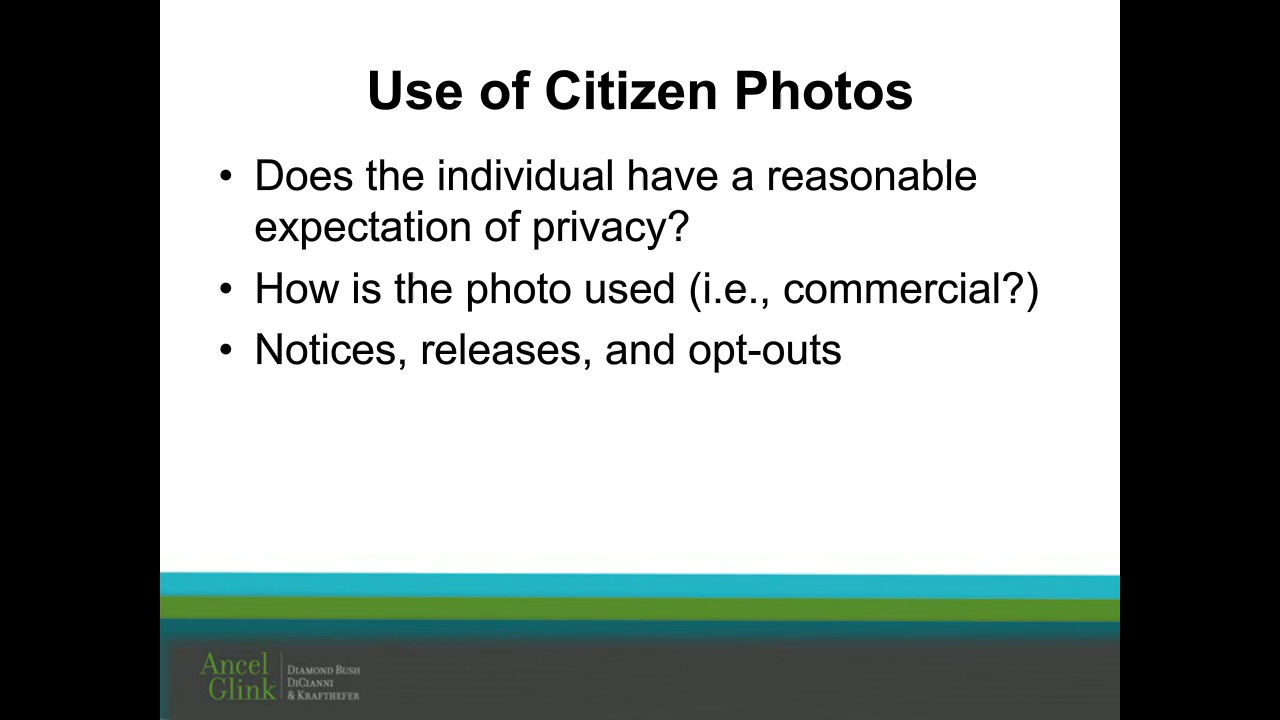 Use of Citizen Photos
• Does the individual have a reasonable
expectation of privacy?
• How is the photo used (i.e., commercial?)
• Notices, releases, and opt-outs
Ancel
Glink
DIAMOND BUSH
DICIANNI
& KRAFTHEFER